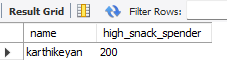 Result Grid Filter Rows:
name high_snack_spender
karthikeyan 200